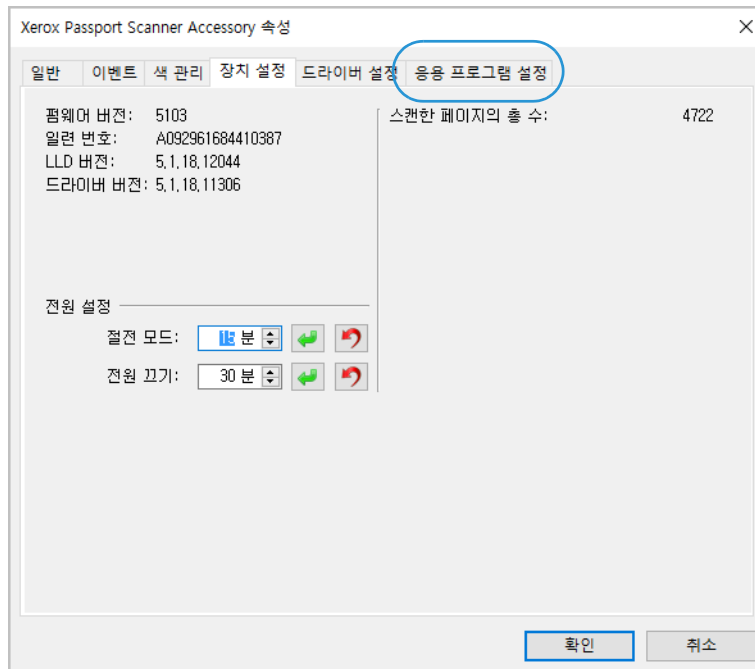 Xerox Passport Scanner Accessory 속성
일반 이벤트 색 관리 장치 설정 드라이버 설정 응용 프로그램 설정
펌웨어 버전: 5103
일련 번호: A092961684410387
LLD 버전: 5,1,18,12044
드라이버 버전: 5,1,18,11306
스캔한 페이지의 총 수: 4722
전원 설정
절전 모드: 15 분
전원 끄기: 30 분
확인 취소